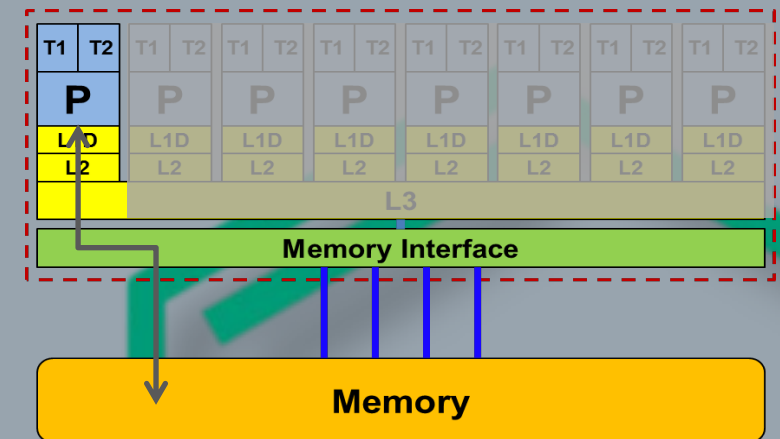 T1 T2 T1 T2 T1 T2 T1 T2 T1 T2 T1 T2 T1 T2 T1 T2
P P P P P P P P
L1D L1D L1D L1D L1D L1D L1D L1D
L2 L2 L2 L2 L2 L2 L2 L2
L3
Memory Interface
Memory